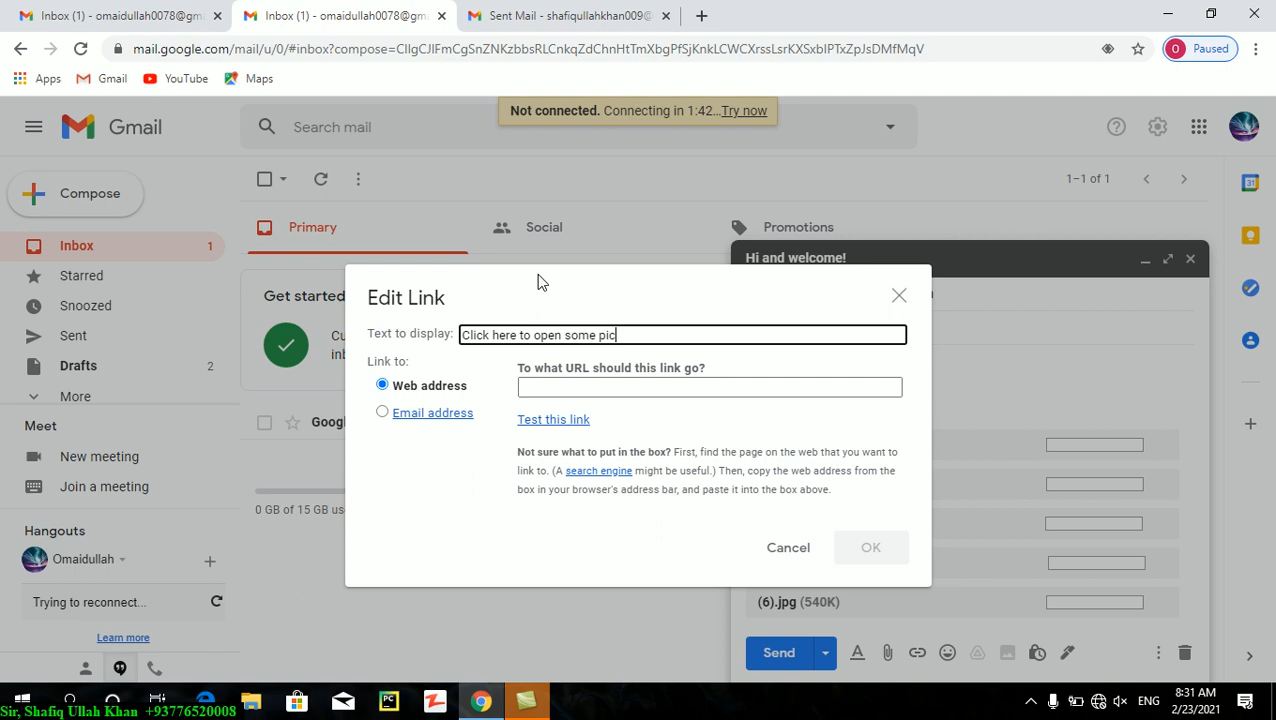 Inbox (1) - omaidullah0078@gma
Inbox (1) - omaidullah0078@gm
Sent Mail - shafiqullahkhan009@
mail.google.com/mail/u/0/#inbox?compose=CllgCJlFmCgSnZNKzbbsRLCnkqZdChnHtTmXbgPfSjKnkLCWCXrssLsrKXSxbIPTxZpJsDMfMqV
O Paused
Apps
Gmail
YouTube
Maps
Not connected. Connecting in 1:42... Try now
Gmail
Search mail
Compose
1–1 of 1
31
Inbox 1
Starred
Snoozed
Sent
Drafts 2
More
Primary
Social
Promotions
Get started
Cu
inb
Goog
0 GB of 15 GB us
Hi and welcome!
Edit Link
Text to display: Click here to open some pic
Link to:
Web address
Email address
To what URL should this link go?
Test this link
Not sure what to put in the box? First, find the page on the web that you want to
link to. (A search engine might be useful.) Then, copy the web address from the
box in your browser's address bar, and paste it into the box above.
Cancel
OK
(6).jpg (540K)
Send
Meet
New meeting
Join a meeting
Hangouts
Omaidullah
Trying to reconnect...
Learn more
PC
ENG
8:31 AM
2/23/2021
Sir, Shafiq Ullah Khan +93776520008